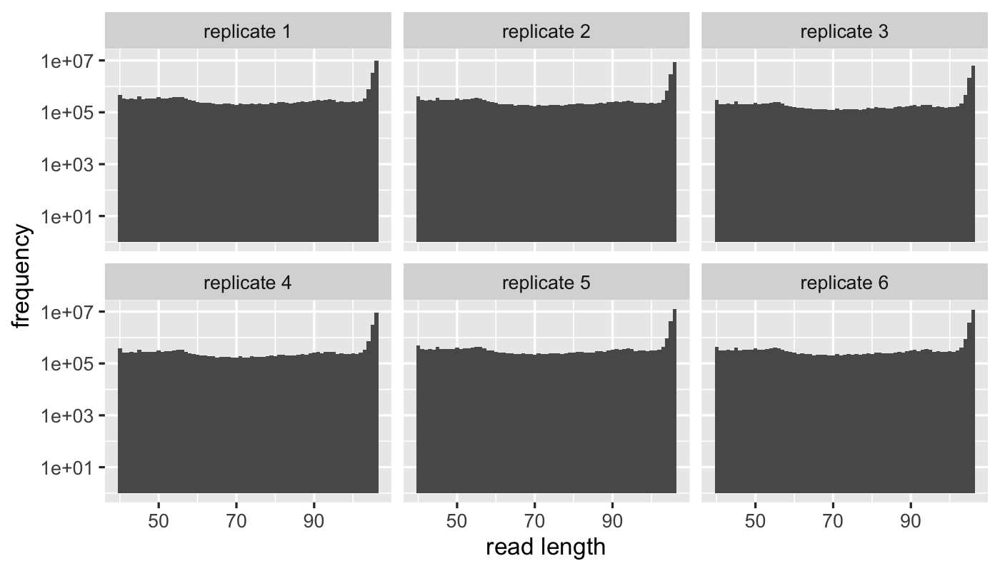 replicate 1
replicate 2
replicate 3
1e+07
1e+05
1e+03
1e+01
frequency
replicate 4
replicate 5
replicate 6
1e+07
1e+05
1e+03
1e+01
50 70 90
50 70 90
50 70 90
read length